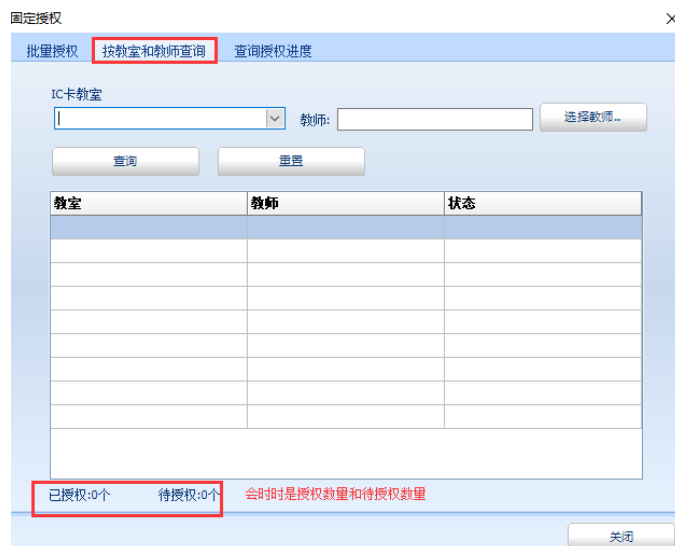 固定授权
批量授权 按教室和教师查询 查询授权进度
IC卡教室
教师: 选择教师...
查询 重置
教室 教师 状态
已授权:0个 待授权:0个 会时时是授权数量和待授权数量
关闭